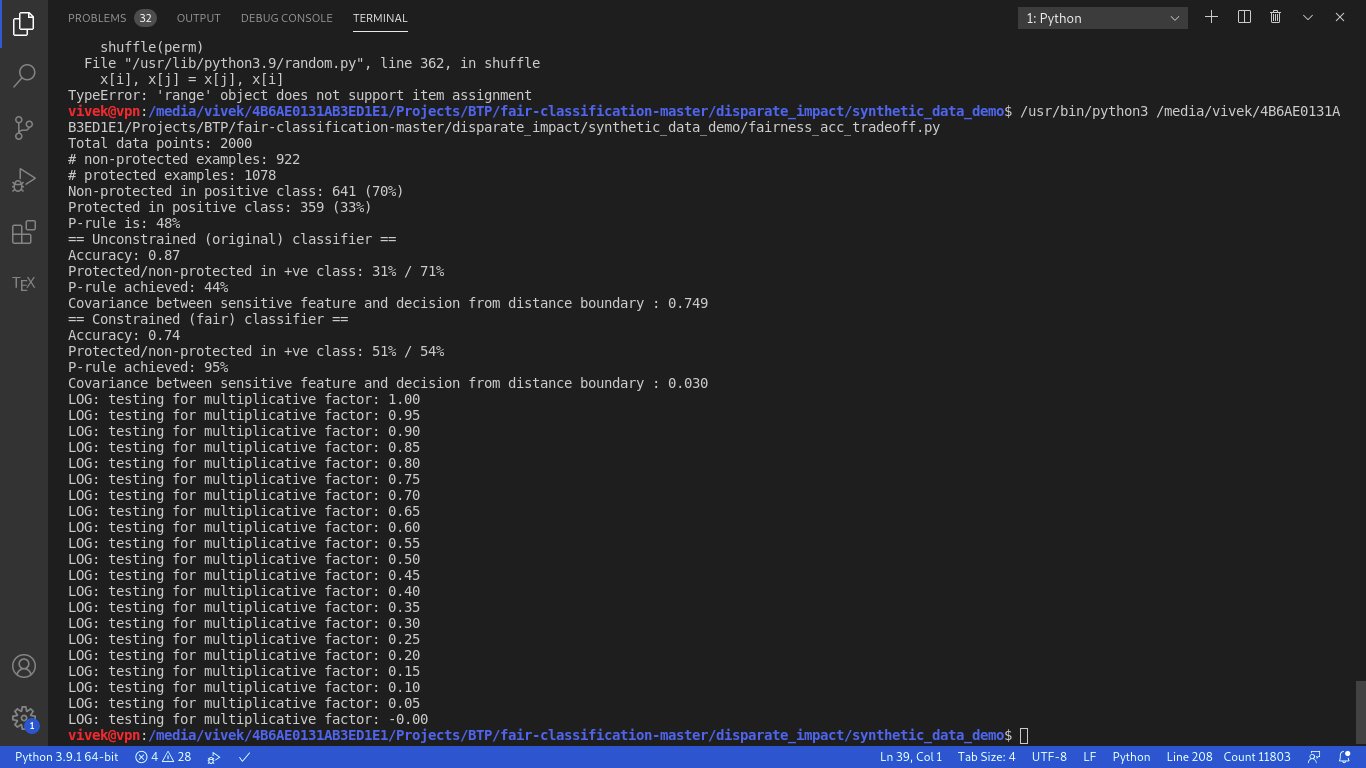 PROBLEMS 32 OUTPUT DEBUG CONSOLE TERMINAL 1: Python
    shuffle(perm)
  File "/usr/lib/python3.9/random.py", line 362, in shuffle
    x[i], x[j] = x[j], x[i]
TypeError: 'range' object does not support item assignment
vivek@vpn:/media/vivek/4B6AE0131AB3ED1E1/Projects/BTP/fair-classification-master/disparate_impact/synthetic_data_demo$ /usr/bin/python3 /media/vivek/4B6AE0131A
B3ED1E1/Projects/BTP/fair-classification-master/disparate_impact/synthetic_data_demo/fairness_acc_tradeoff.py
Total data points: 2000
# non-protected examples: 922
# protected examples: 1078
Non-protected in positive class: 641 (70%)
Protected in positive class: 359 (33%)
P-rule is: 48%
== Unconstrained (original) classifier ==
Accuracy: 0.87
Protected/non-protected in +ve class: 31% / 71%
P-rule achieved: 44%
Covariance between sensitive feature and decision from distance boundary : 0.749
== Constrained (fair) classifier ==
Accuracy: 0.74
Protected/non-protected in +ve class: 51% / 54%
P-rule achieved: 95%
Covariance between sensitive feature and decision from distance boundary : 0.030
LOG: testing for multiplicative factor: 1.00
LOG: testing for multiplicative factor: 0.95
LOG: testing for multiplicative factor: 0.90
LOG: testing for multiplicative factor: 0.85
LOG: testing for multiplicative factor: 0.80
LOG: testing for multiplicative factor: 0.75
LOG: testing for multiplicative factor: 0.70
LOG: testing for multiplicative factor: 0.65
LOG: testing for multiplicative factor: 0.60
LOG: testing for multiplicative factor: 0.55
LOG: testing for multiplicative factor: 0.50
LOG: testing for multiplicative factor: 0.45
LOG: testing for multiplicative factor: 0.40
LOG: testing for multiplicative factor: 0.35
LOG: testing for multiplicative factor: 0.30
LOG: testing for multiplicative factor: 0.25
LOG: testing for multiplicative factor: 0.20
LOG: testing for multiplicative factor: 0.15
LOG: testing for multiplicative factor: 0.10
LOG: testing for multiplicative factor: 0.05
LOG: testing for multiplicative factor: -0.00
vivek@vpn:/media/vivek/4B6AE0131AB3ED1E1/Projects/BTP/fair-classification-master/disparate_impact/synthetic_data_demo$
TEX
1
Python 3.9.1 64-bit 4 28 Ln 39, Col 1 Tab Size: 4 UTF-8 LF Python Line 208 Count 11803